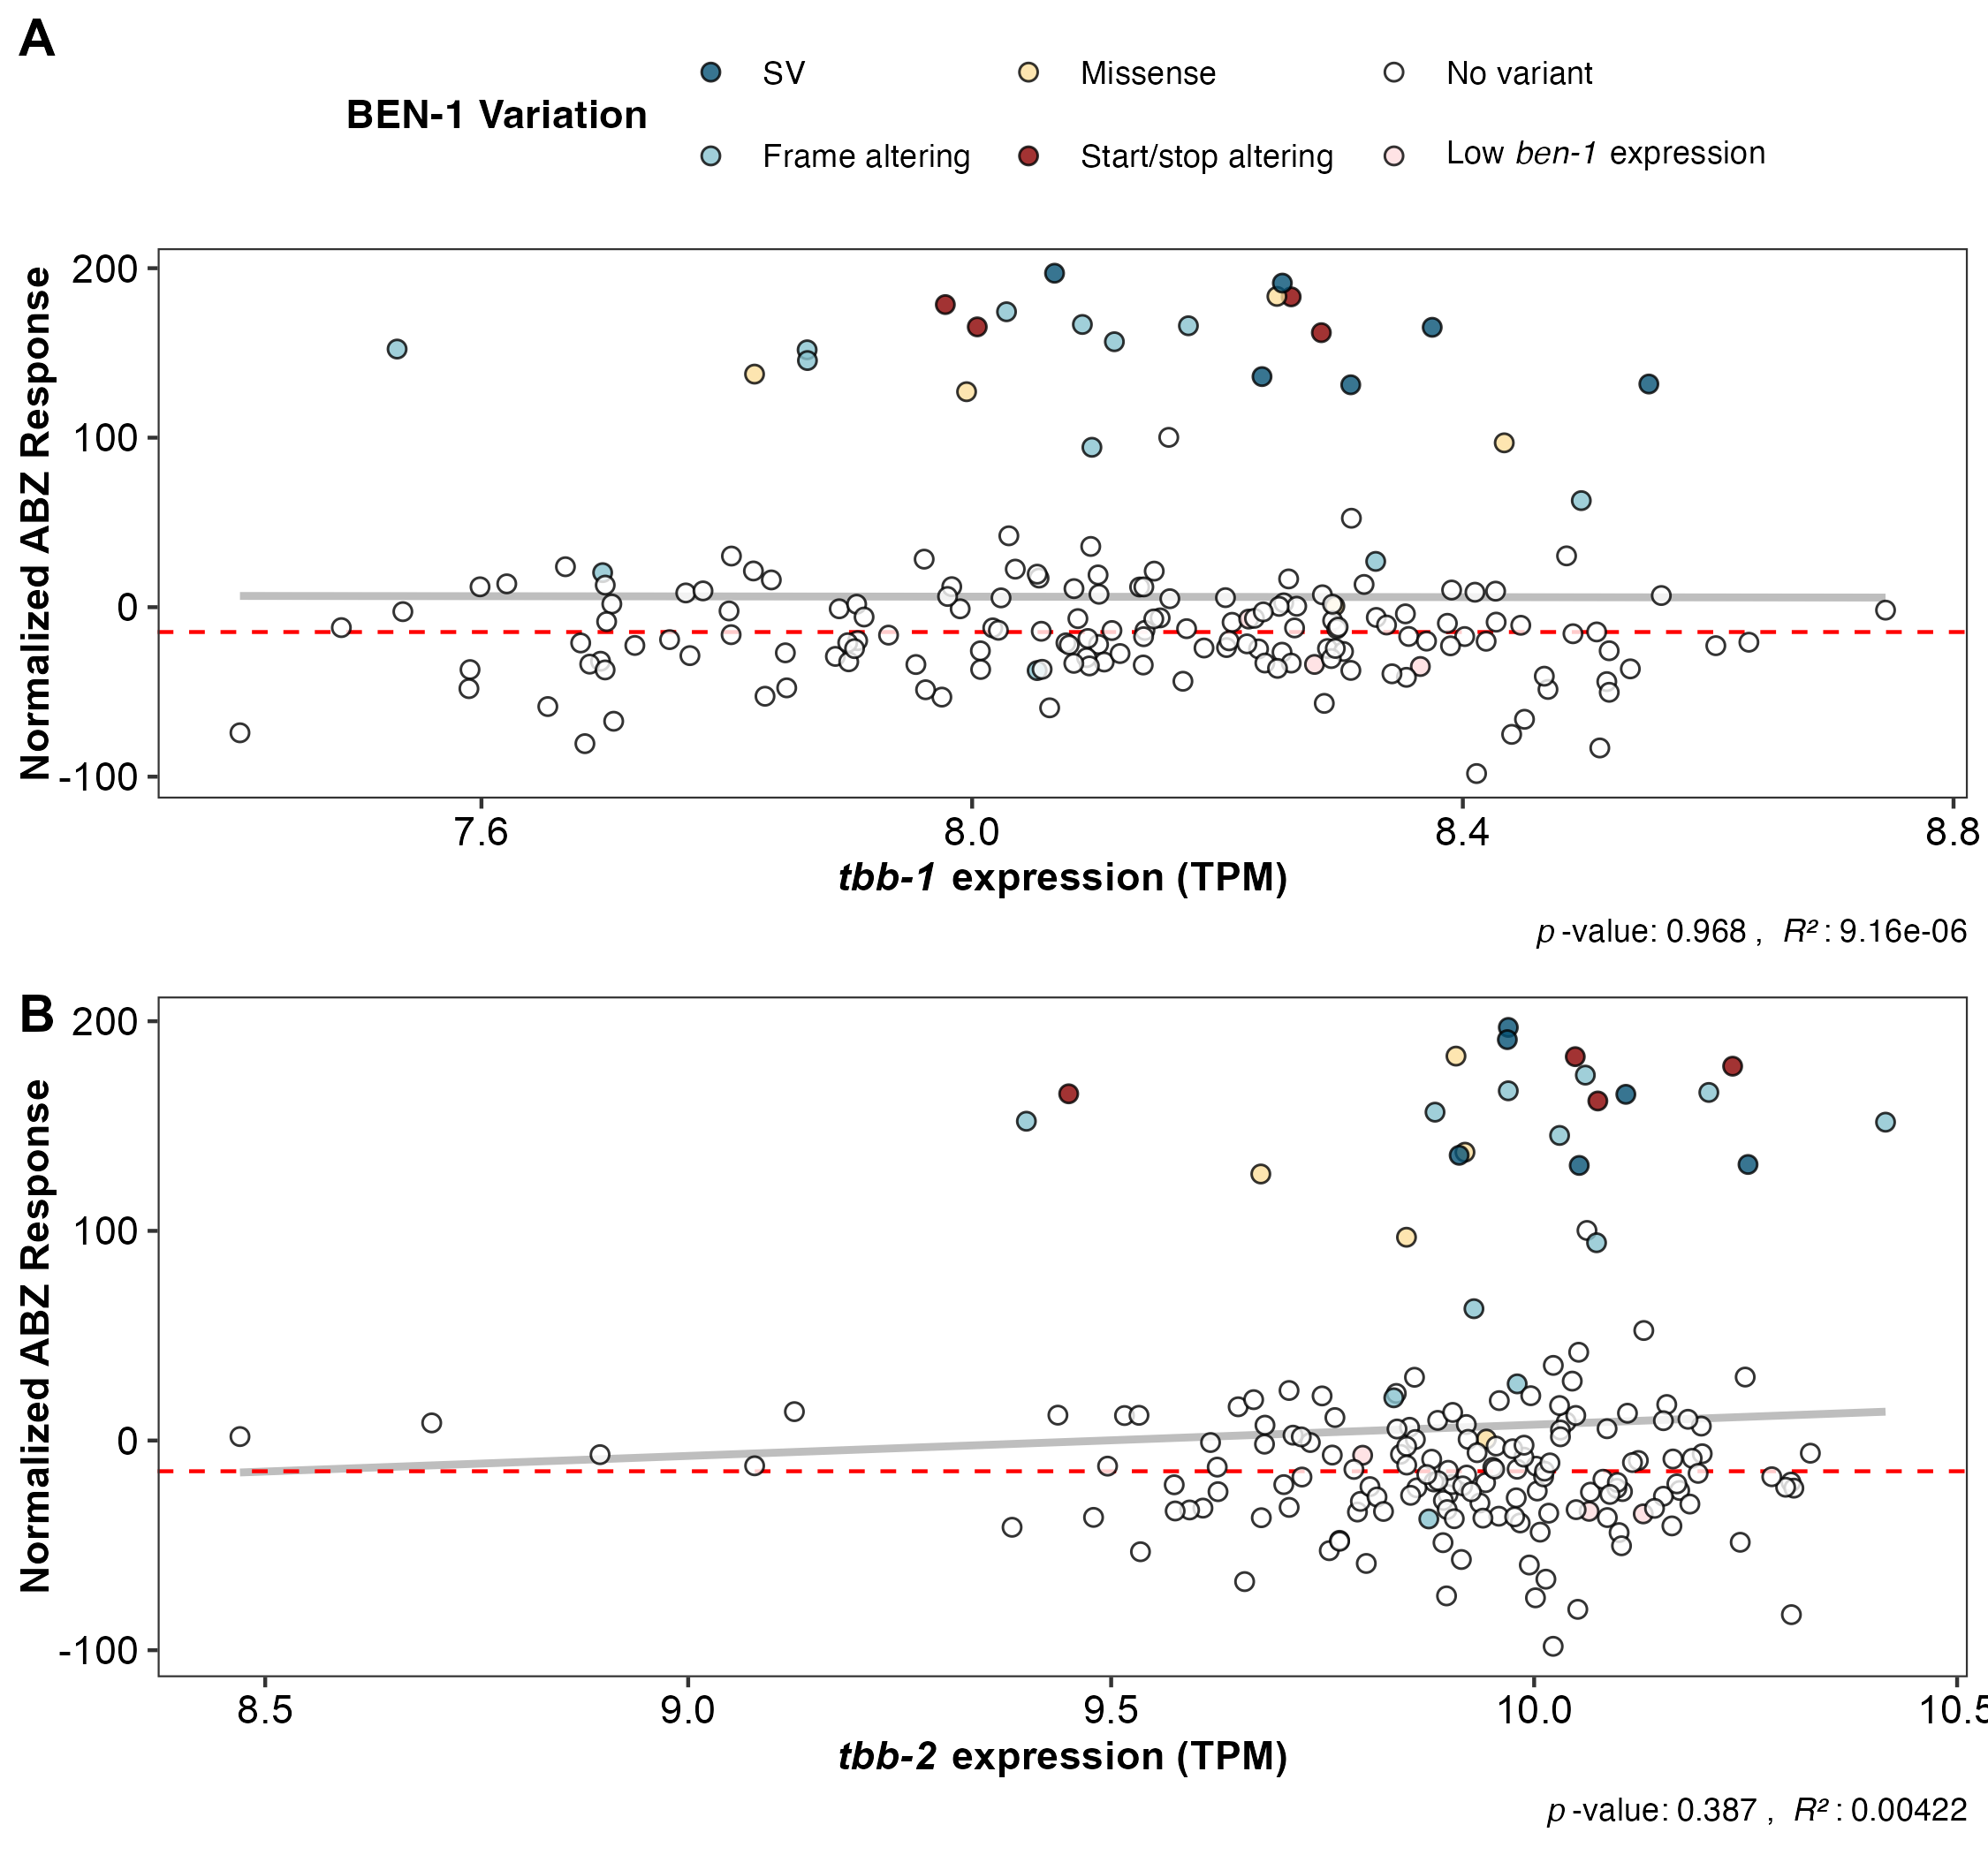 A
BEN-1 Variation
SV
Missense
No variant
Frame altering
Start/stop altering
Low ben-1 expression
Normalized ABZ Response
200
100
0
-100
7.6
8.0
8.4
8.8
tbb-1 expression (TPM)
p -value: 0.968 , R² : 9.16e-06
B
Normalized ABZ Response
200
100
0
-100
8.5
9.0
9.5
10.0
10.5
tbb-2 expression (TPM)
p -value: 0.387 , R² : 0.00422